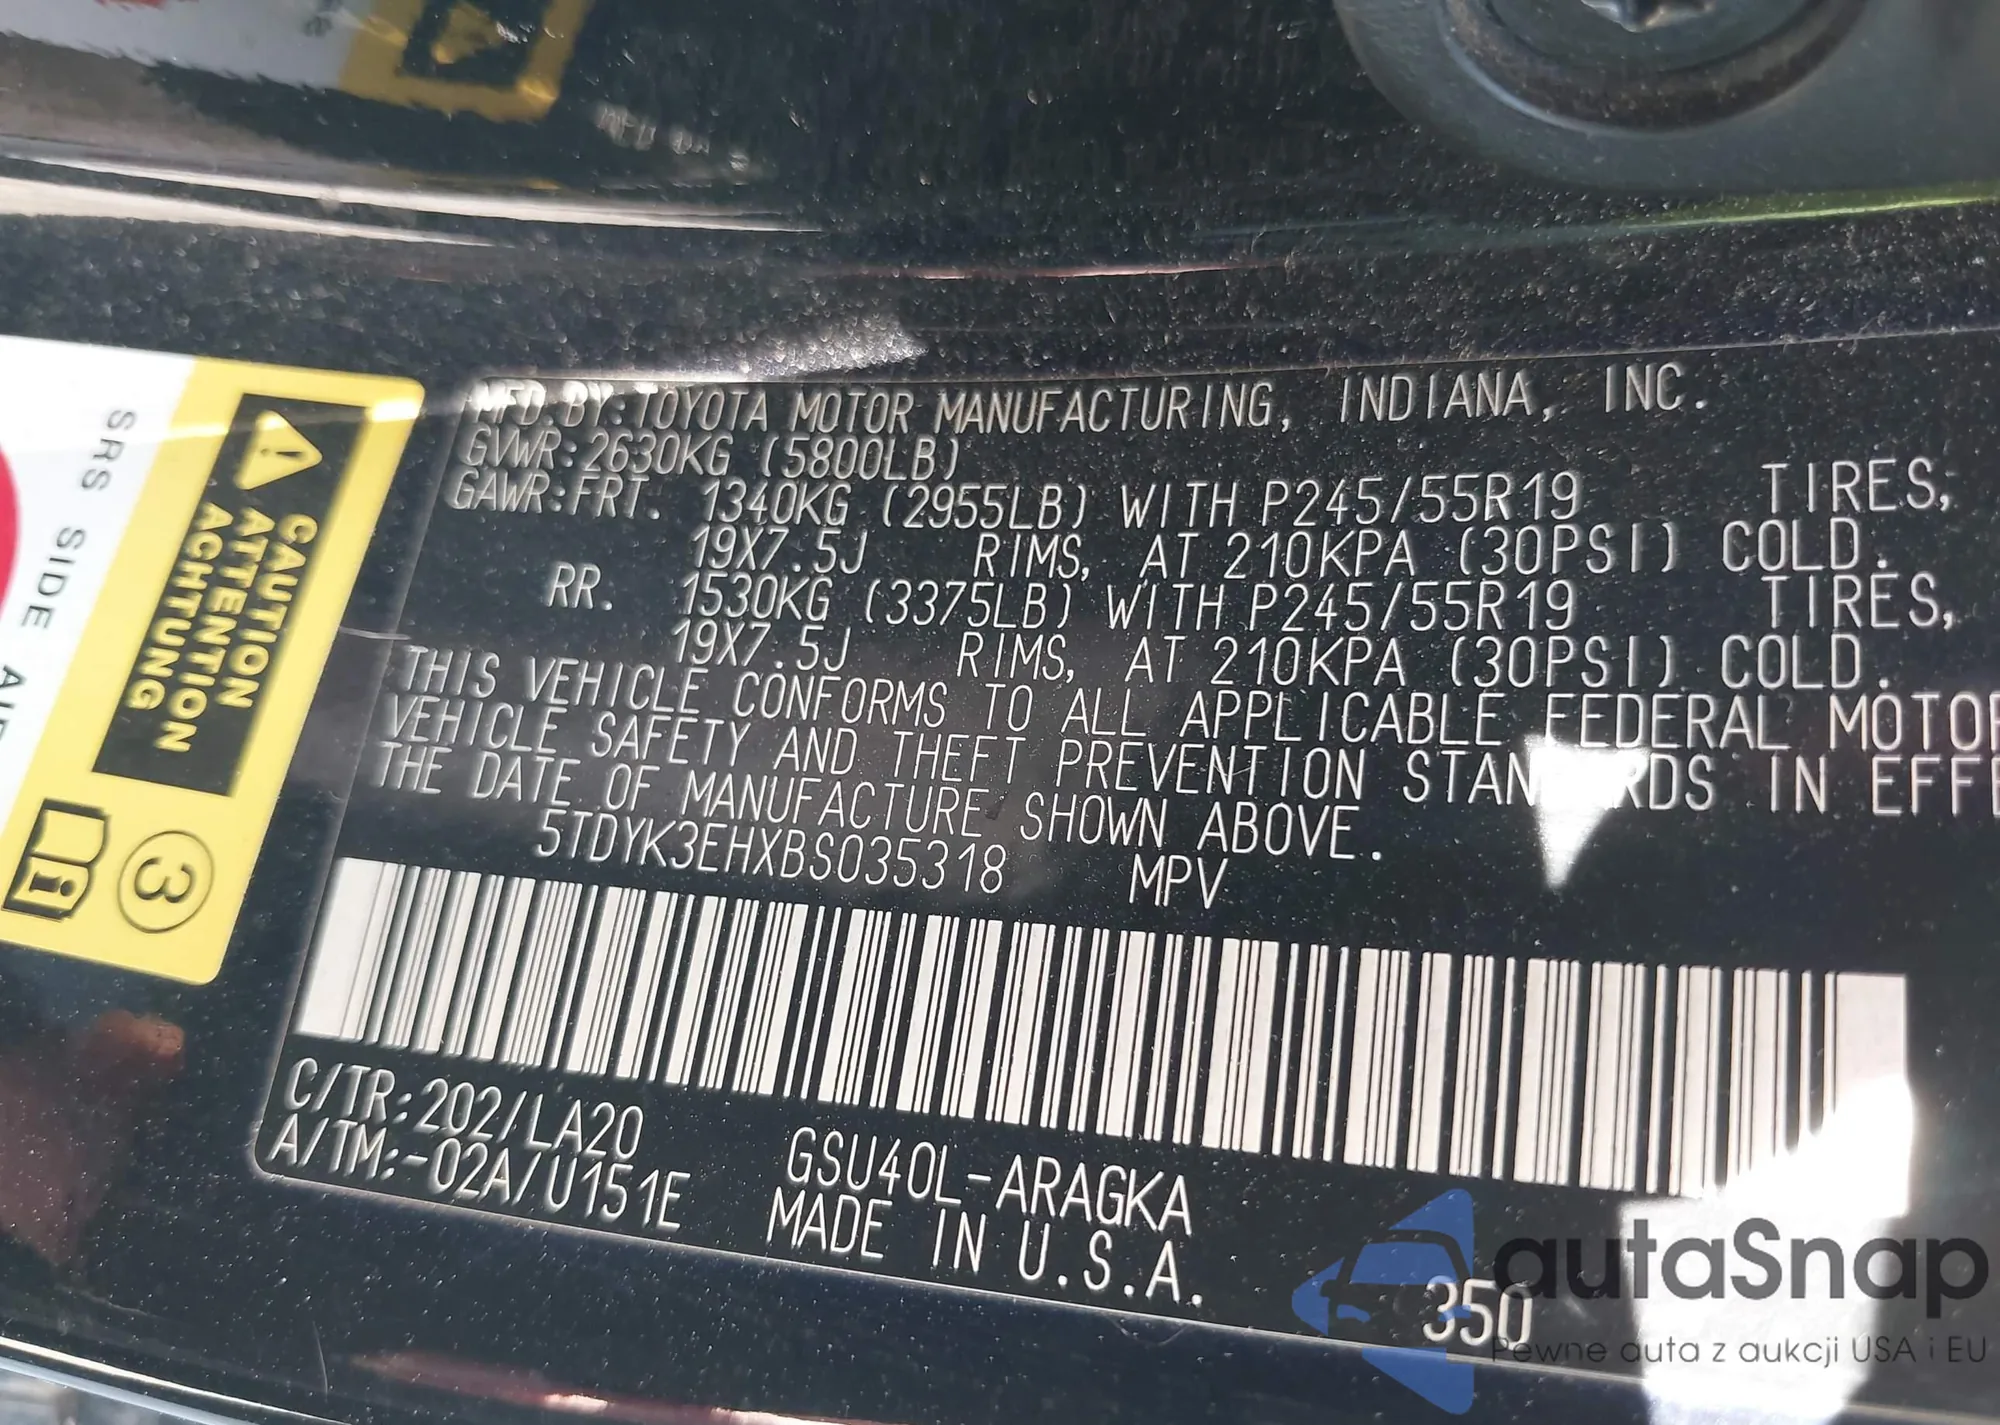 MFD.BY:TOYOTA MOTOR MANUFACTURING, INDIANA, INC.
GVWR:2630KG (5800LB)
GAWR:FRT. 1340KG (2955LB) WITH P245/55R19 TIRES,
19X7.5J RIMS, AT 210KPA (30PSI) COLD.
RR. 1530KG (3375LB) WITH P245/55R19 TIRES,
19X7.5J RIMS, AT 210KPA (30PSI) COLD.
THIS VEHICLE CONFORMS TO ALL APPLICABLE FEDERAL MOTOR
VEHICLE SAFETY AND THEFT PREVENTION STANDARDS IN EFFE
THE DATE OF MANUFACTURE SHOWN ABOVE.
5TDYK3EHXBS035318 MPV
C/TR:202/LA20
A/TM:-02A/U151E
GSU40L-ARAGKA
MADE IN U.S.A.
350
CAUTION
ATTENTION
ACHTUNG
SRS SIDE AIR
3
i
autaSnap
Pewne auta z aukcji USA i EU